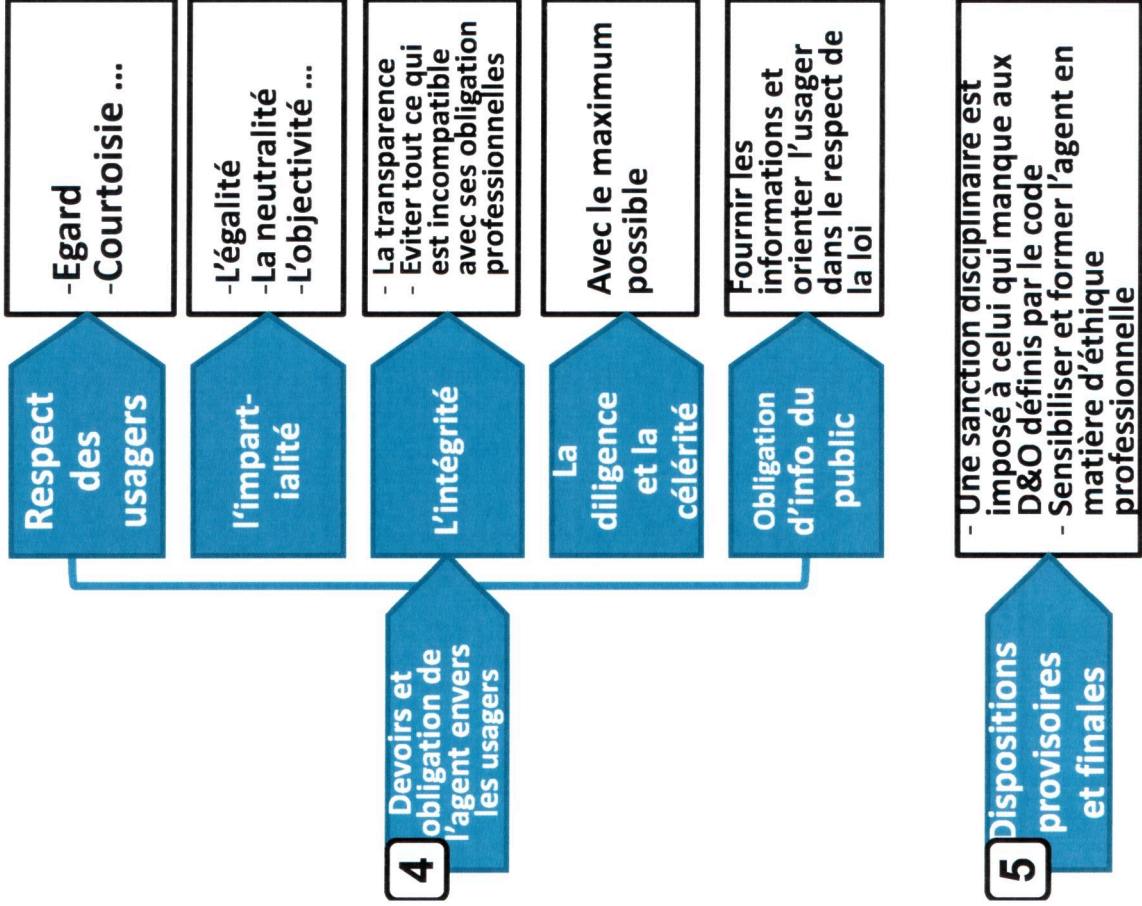 4
Devoirs et
obligation de
l'agent envers
les usagers
Respect
des
usagers
-Egard
-Courtoisie ...
l'impart-
ialité
-L'égalité
-La neutralité
-L'objectivité ...
L'intégrité
- La transparence
- Eviter tout ce qui
est incompatible
avec ses obligation
professionnelles
La
diligence
et la
célérité
Avec le maximum
possible
Obligation
d'info. du
public
Fournir les
informations et
orienter l'usager
dans le respect de
la loi
5
Dispositions
provisoires
et finales
- Une sanction disciplinaire est
imposé à celui qui manque aux
D&O définis par le code
- Sensibiliser et former l'agent en
matière d'éthique
professionnelle